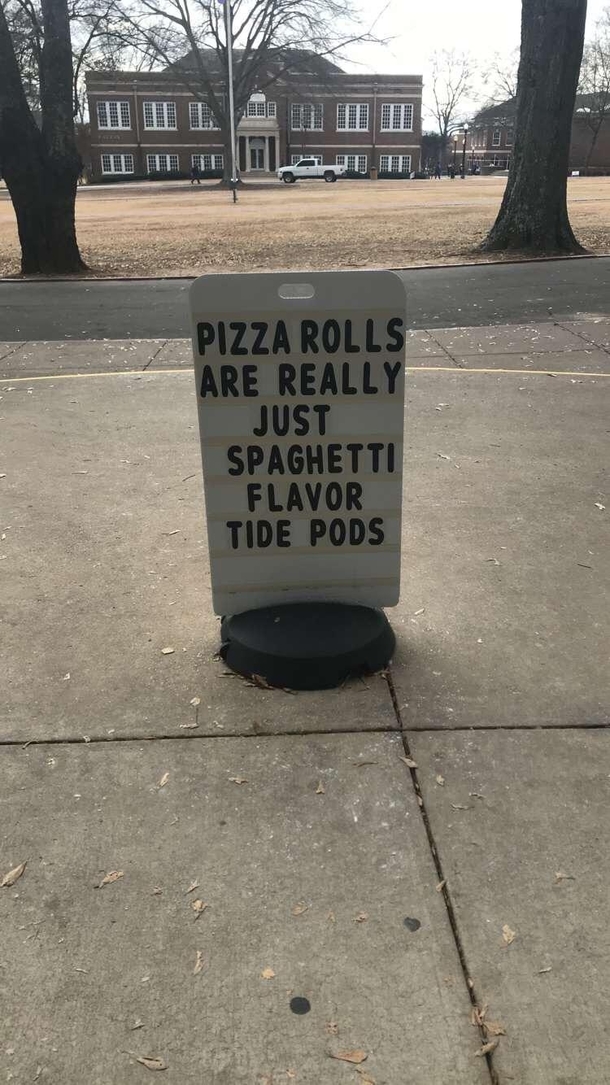 PIZZA ROLLS
ARE REALLY
JUST
SPAGHETTI
FLAVOR
TIDE PODS